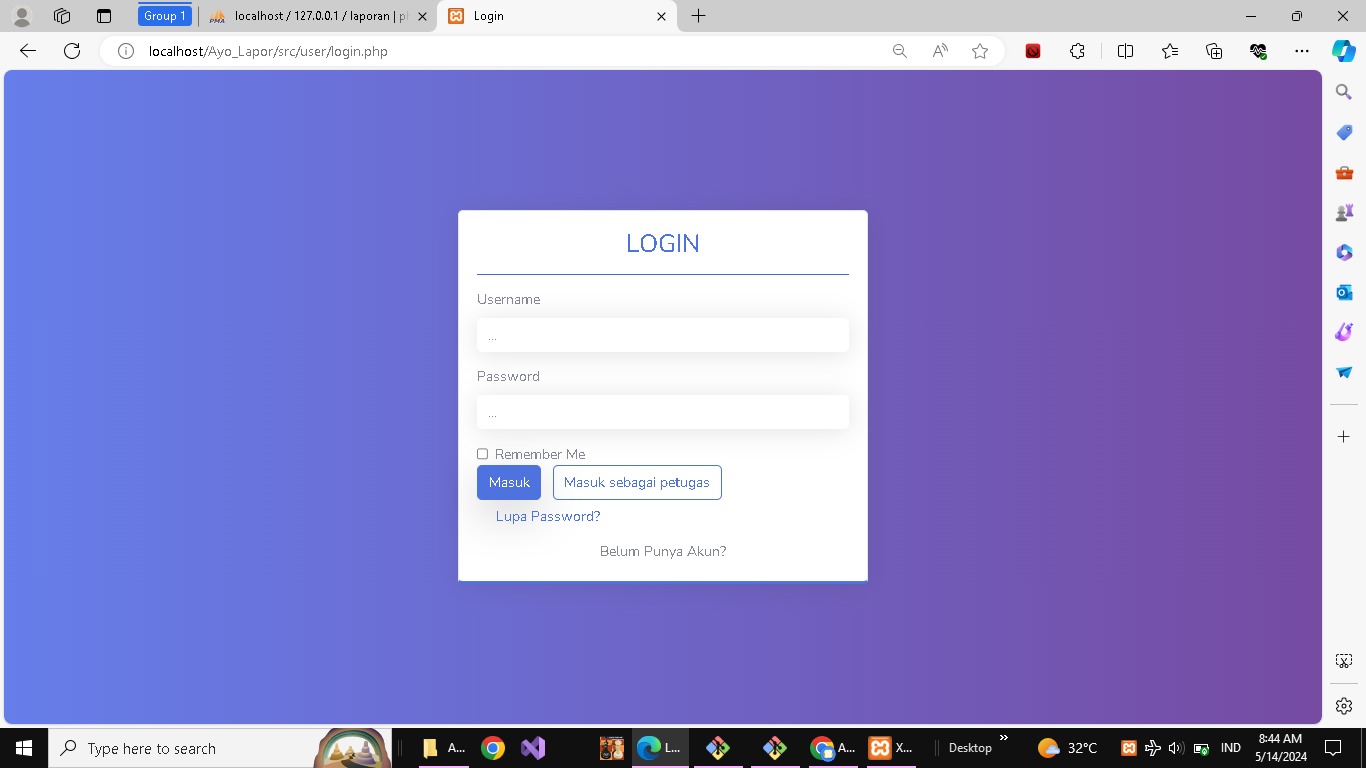 Group 1
localhost / 127.0.0.1 / laporan | ph
Login
localhost/Ayo_Lapor/src/user/login.php
LOGIN
Username
...
Password
...
Remember Me
Masuk
Masuk sebagai petugas
Lupa Password?
Belum Punya Akun?
Type here to search
A...
L...
A...
X...
Desktop
32°C
IND
8:44 AM
5/14/2024